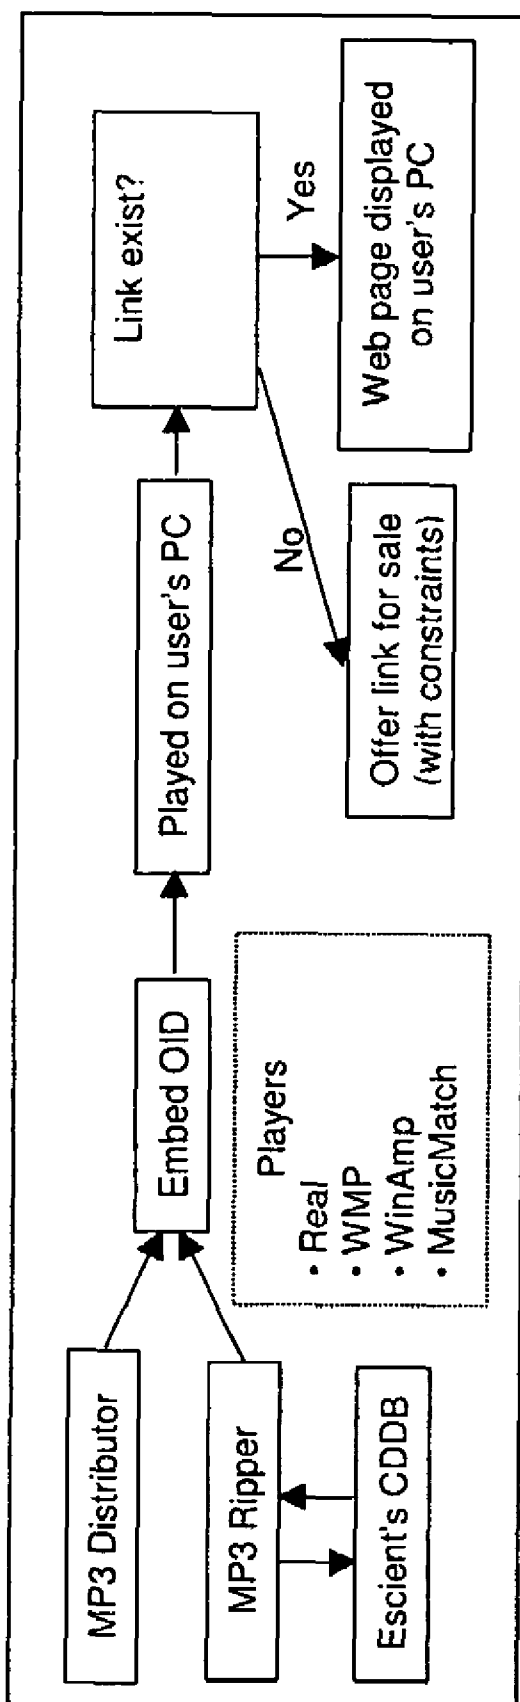 MP3 Distributor
MP3 Ripper
Escient's CDDB
Embed OID
Players
• Real
• WMP
• WinAmp
• MusicMatch
Played on user's PC
Link exist?
No
Yes
Offer link for sale
(with constraints)
Web page displayed
on user's PC